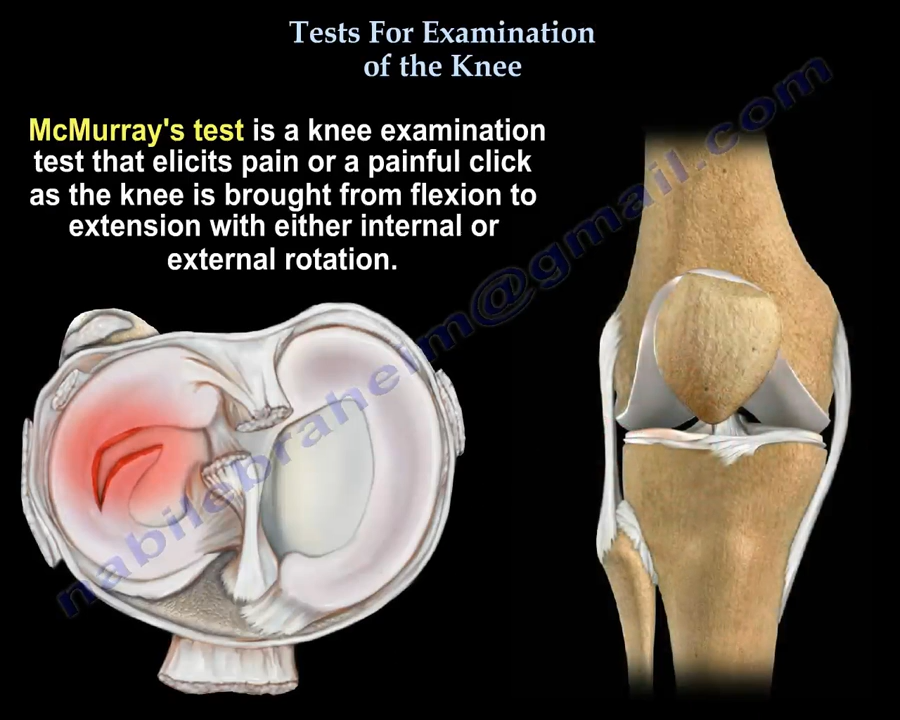 Tests For Examination
of the Knee
McMurray's test is a knee examination
test that elicits pain or a painful click
as the knee is brought from flexion to
extension with either internal or
external rotation.
nabilebraheim@gmail.com